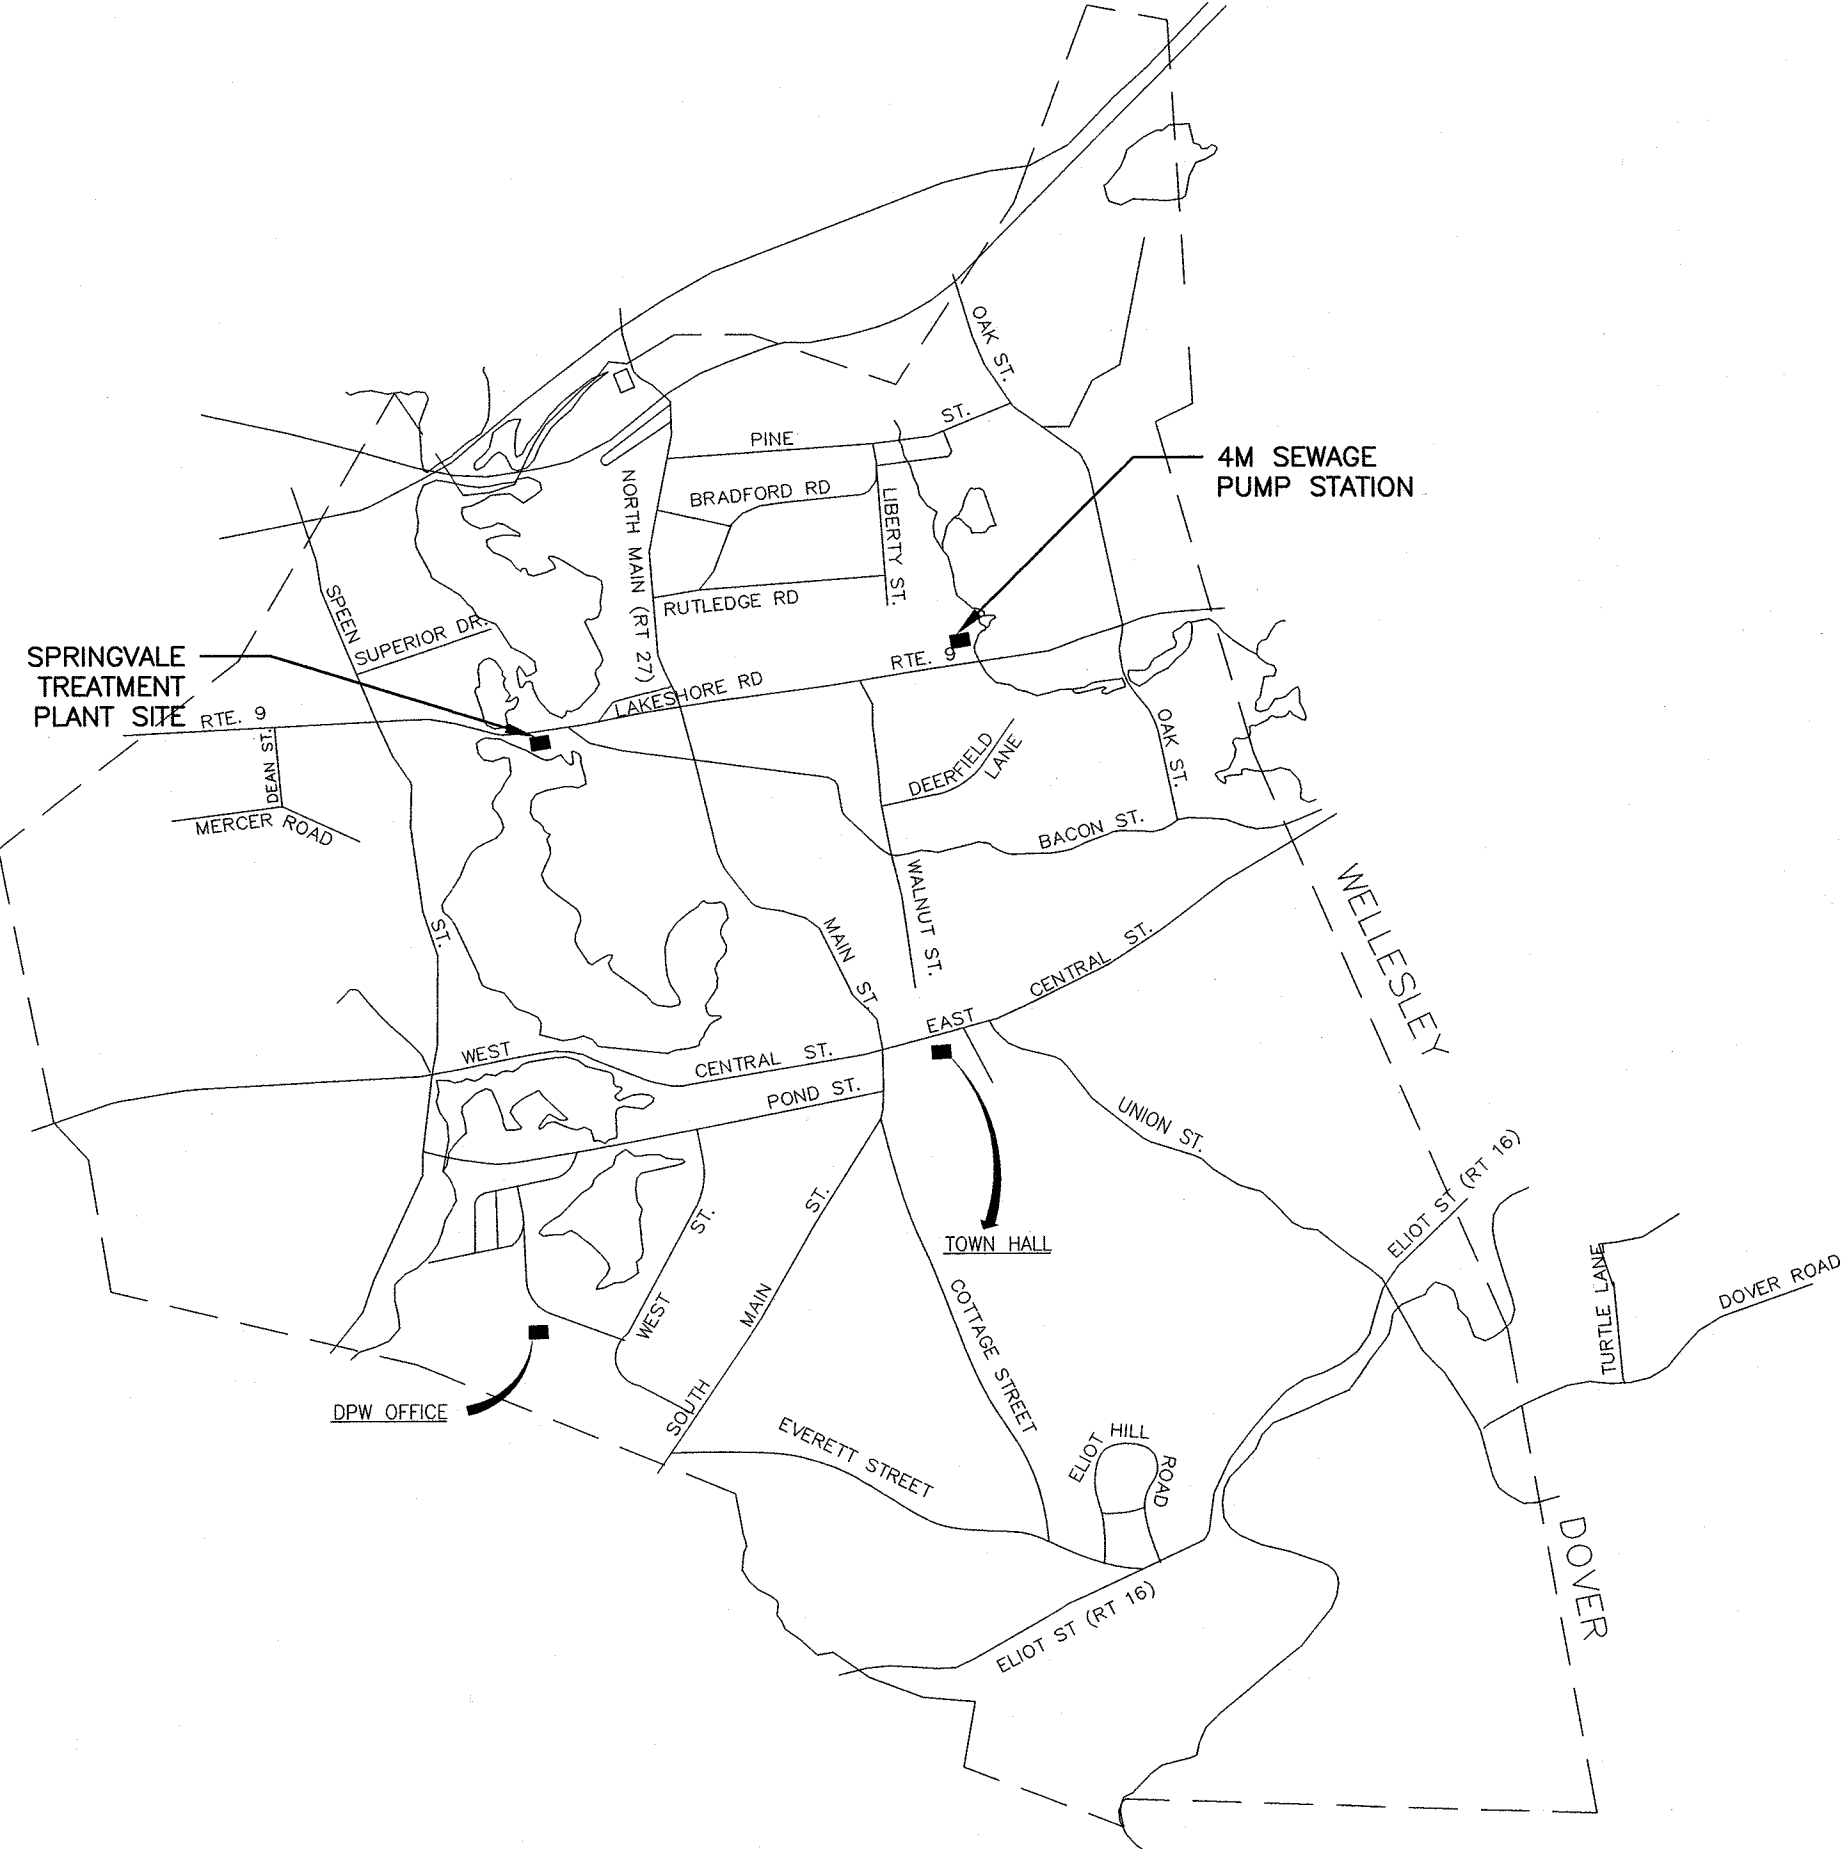 OAK ST.
PINE ST.
4M SEWAGE
PUMP STATION
BRADFORD RD
NORTH MAIN (RT 27)
LIBERTY ST.
SPEEN ST.
SUPERIOR DR.
RUTLEDGE RD
SPRINGVALE
TREATMENT
PLANT SITE
RTE. 9
LAKESHORE RD
RTE. 9
DEAN ST.
MERCER ROAD
DEERFIELD
LANE
OAK ST.
BACON ST.
WALNUT ST.
WELLESLEY
MAIN ST.
EAST CENTRAL ST.
WEST CENTRAL ST.
POND ST.
UNION ST.
ELIOT ST (RT 16)
TOWN HALL
WEST ST.
SOUTH MAIN ST.
COTTAGE STREET
TURTLE LANE
DOVER ROAD
DPW OFFICE
EVERETT STREET
ELIOT HILL ROAD
DOVER
ELIOT ST (RT 16)